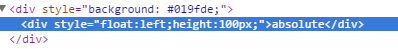 ▼<div style="background: #019fde;">
<div style="float:left;height:100px;">absolute</div>
</div>